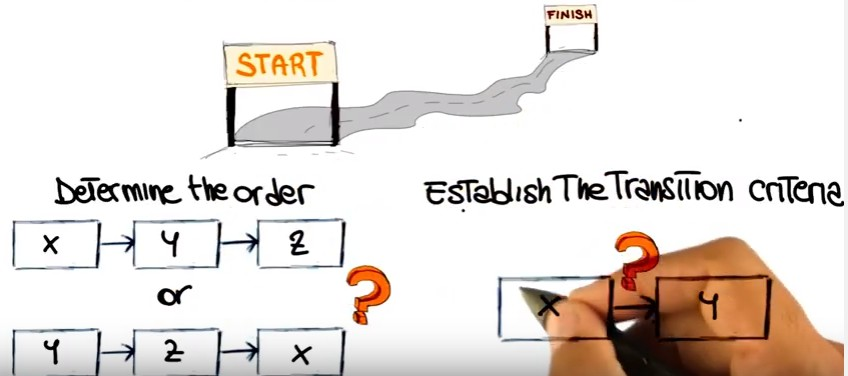 FINISH
START
Determine the order
Establish The Transition criteria
X → Y → Z
or
Y → Z → X
?
?
X → Y